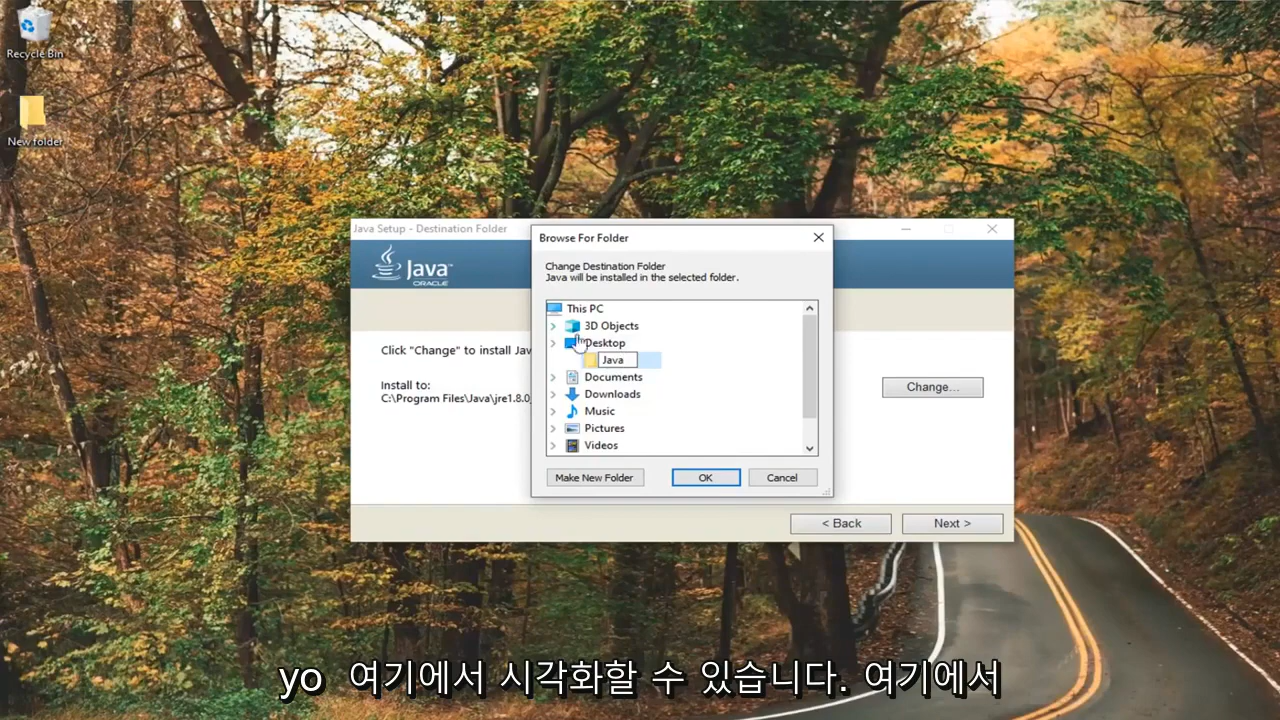 Recycle Bin
New folder
Java Setup - Destination Folder
Java™
ORACLE
Click "Change" to install Jav
Install to:
C:\Program Files\Java\jre1.8.0_
Change...
< Back
Next >
Browse For Folder
Change Destination Folder
Java will be installed in the selected folder.
This PC
3D Objects
Desktop
Java
Documents
Downloads
Music
Pictures
Videos
Make New Folder
OK
Cancel
yo 여기에서 시각화할 수 있습니다. 여기에서